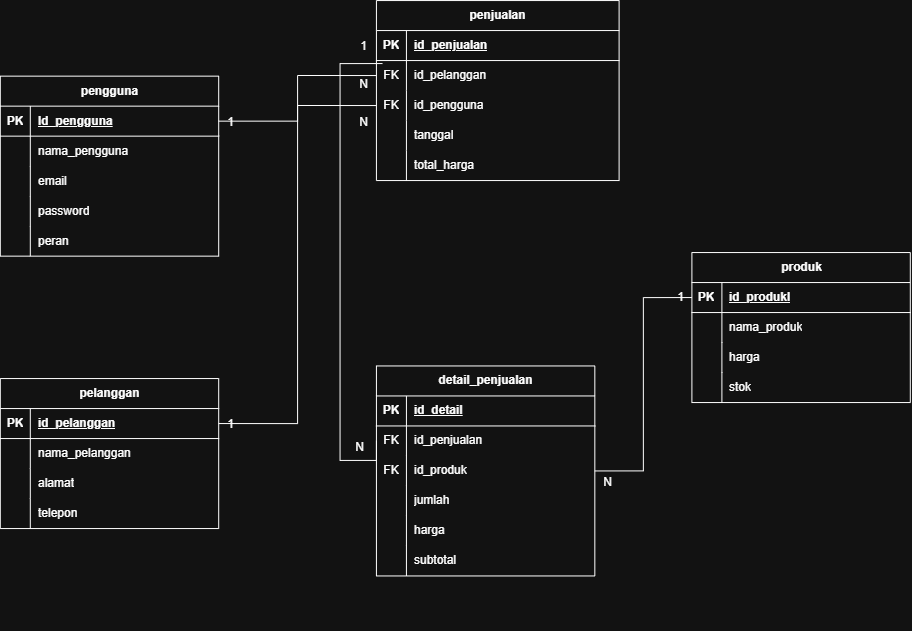 penjualan
1
PK id_penjualan
FK id_pelanggan
N
FK id_pengguna
N
tanggal
total_harga
pengguna
PK Id_pengguna
1
nama_pengguna
email
password
peran
produk
1
PK id_produkl
nama_produk
harga
stok
pelanggan
PK id_pelanggan
1
nama_pelanggan
alamat
telepon
detail_penjualan
PK id_detail
FK id_penjualan
N
FK id_produk
N
jumlah
harga
subtotal